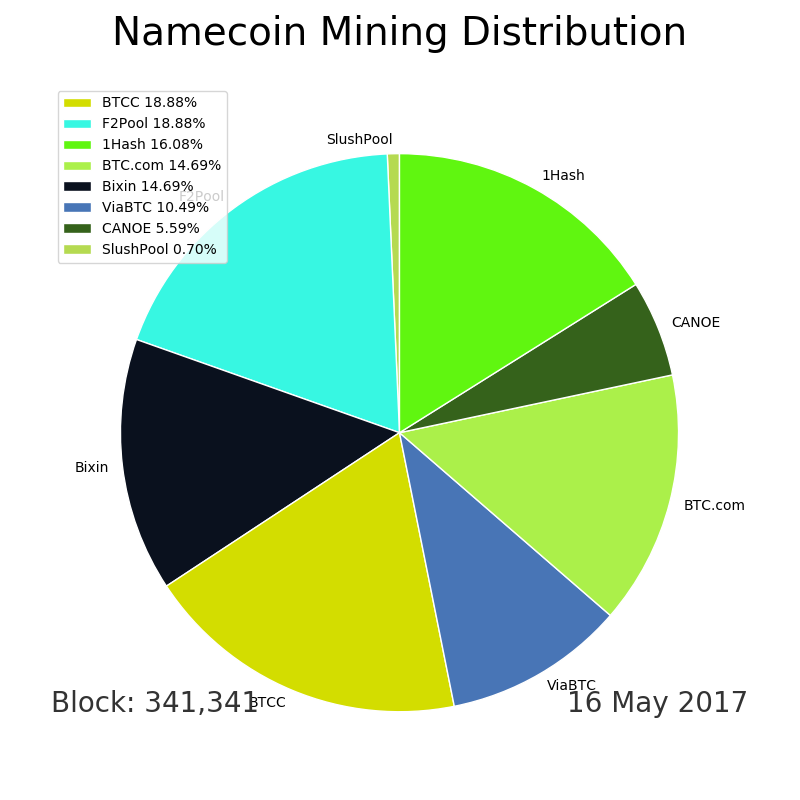 Namecoin Mining Distribution
BTCC 18.88%
F2Pool 18.88%
1Hash 16.08%
BTC.com 14.69%
Bixin 14.69%
ViaBTC 10.49%
CANOE 5.59%
SlushPool 0.70%
SlushPool
1Hash
F2Pool
CANOE
Bixin
BTC.com
ViaBTC
BTCC
Block: 341,341
16 May 2017